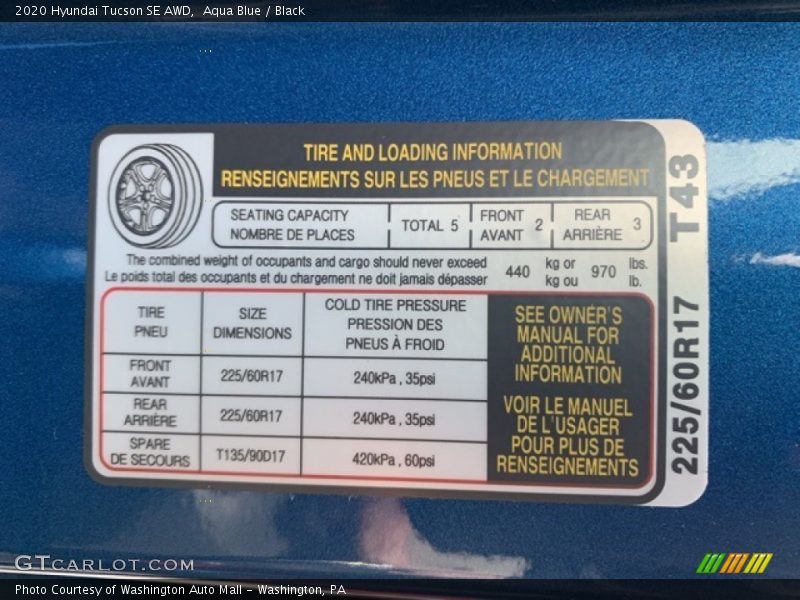 2020 Hyundai Tucson SE AWD, Aqua Blue / Black
TIRE AND LOADING INFORMATION
RENSEIGNEMENTS SUR LES PNEUS ET LE CHARGEMENT
SEATING CAPACITY
NOMBRE DE PLACES
TOTAL 5
FRONT
AVANT
2
REAR
ARRIÈRE
3
The combined weight of occupants and cargo should never exceed
Le poids total des occupants et du chargement ne doit jamais dépasser
440
kg or
kg ou
970
lbs.
lb.
TIRE
PNEU
SIZE
DIMENSIONS
COLD TIRE PRESSURE
PRESSION DES
PNEUS À FROID
FRONT
AVANT
225/60R17
240kPa , 35psi
REAR
ARRIÈRE
225/60R17
240kPa , 35psi
SPARE
DE SECOURS
T135/90D17
420kPa , 60psi
SEE OWNER'S
MANUAL FOR
ADDITIONAL
INFORMATION
VOIR LE MANUEL
DE L'USAGER
POUR PLUS DE
RENSEIGNEMENTS
225/60R17 T43
GTCARLOT.COM
Photo Courtesy of Washington Auto Mall - Washington, PA